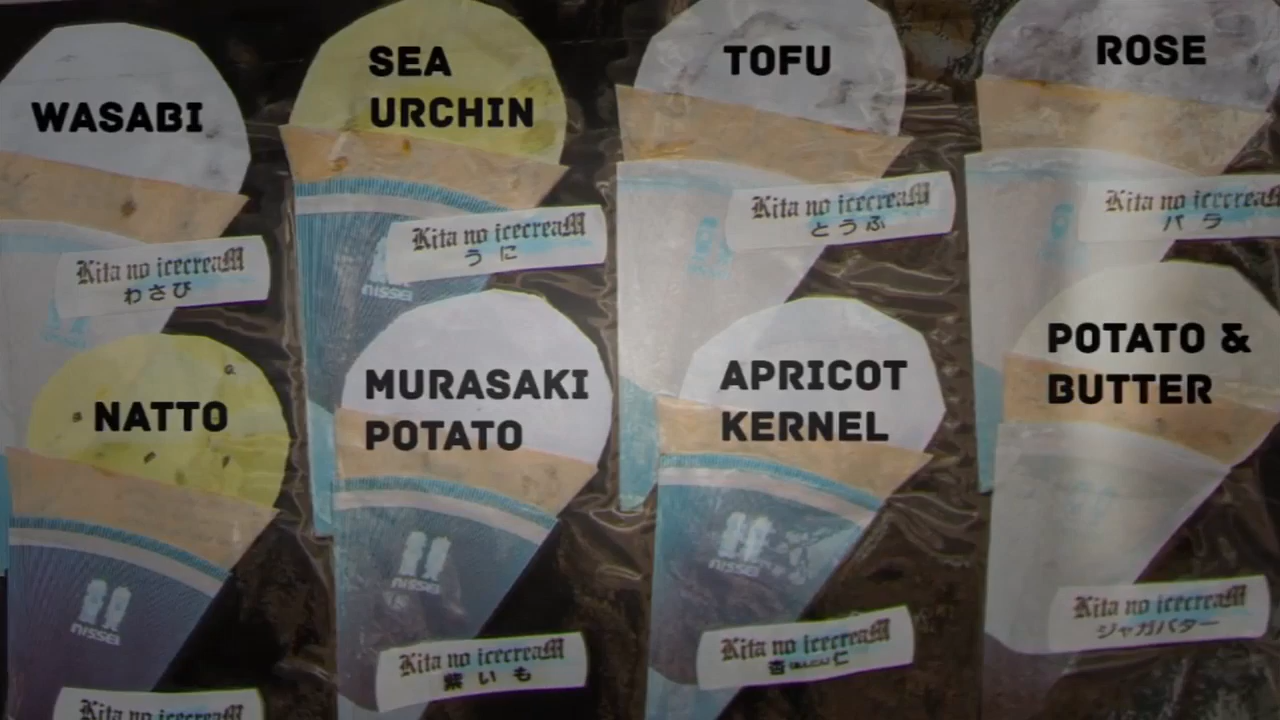 WASABI
SEA
URCHIN
TOFU
ROSE
Kita no icecreaM
わさび
Kita no icecreaM
うに
nissei
Kita no icecreaM
とうふ
Kita no icecreaM
バラ
NATTO
MURASAKI
POTATO
APRICOT
KERNEL
POTATO &
BUTTER
nissei
nissei
nissei
Kita no icecreaM
Kita no icecreaM
紫いも
Kita no icecreaM
杏仁
Kita no icecreaM
ジャガバター